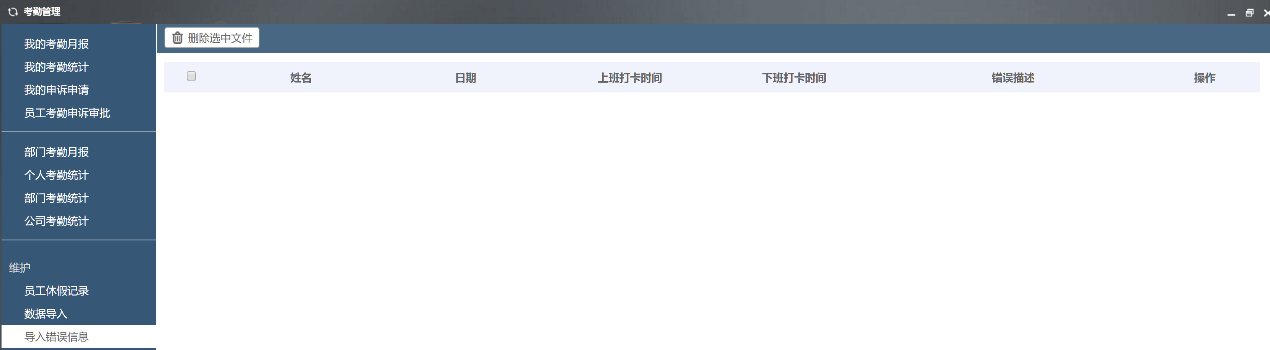 考勤管理
我的考勤月报
我的考勤统计
我的申诉申请
员工考勤申诉审批
部门考勤月报
个人考勤统计
部门考勤统计
公司考勤统计
维护
员工休假记录
数据导入
导入错误信息
删除选中文件
姓名 日期 上班打卡时间 下班打卡时间 错误描述 操作